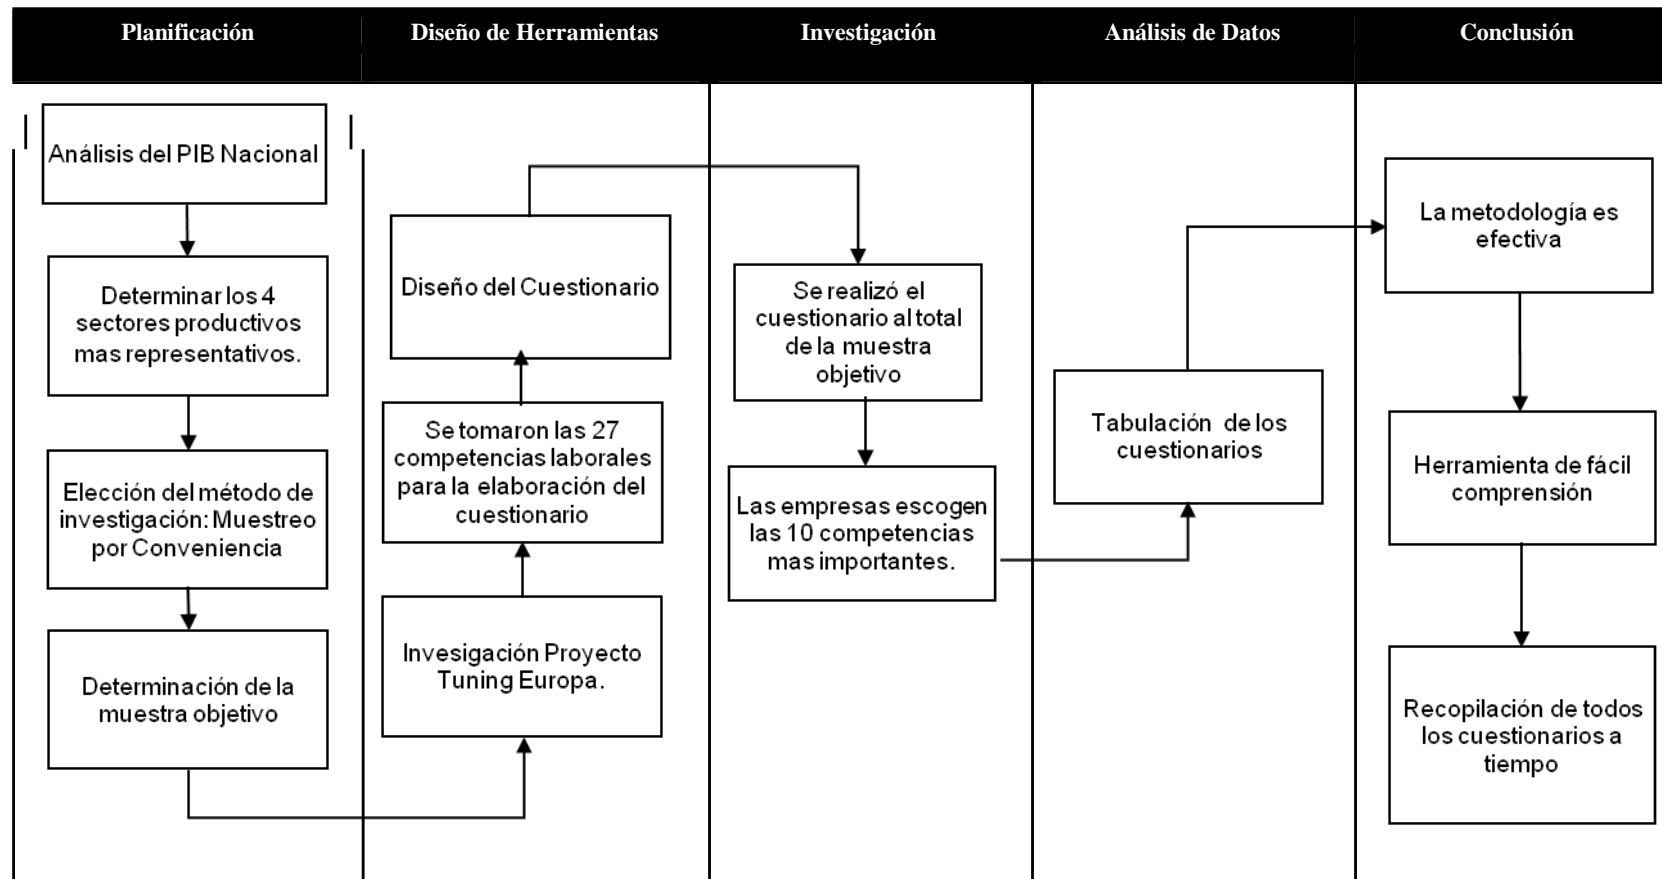 Planificación
Diseño de Herramientas
Investigación
Análisis de Datos
Conclusión
Análisis del PIB Nacional
Determinar los 4
sectores productivos
mas representativos.
Elección del método de
investigación: Muestreo
por Conveniencia
Determinación de la
muestra objetivo
Diseño del Cuestionario
Se tomaron las 27
competencias laborales
para la elaboración del
cuestionario
Invesigación Proyecto
Tuning Europa.
Se realizó el
cuestionario al total
de la muestra
objetivo
Las empresas escogen
las 10 competencias
mas importantes.
Tabulación de los
cuestionarios
La metodología es
efectiva
Herramienta de fácil
comprensión
Recopilación de todos
los cuestionarios a
tiempo